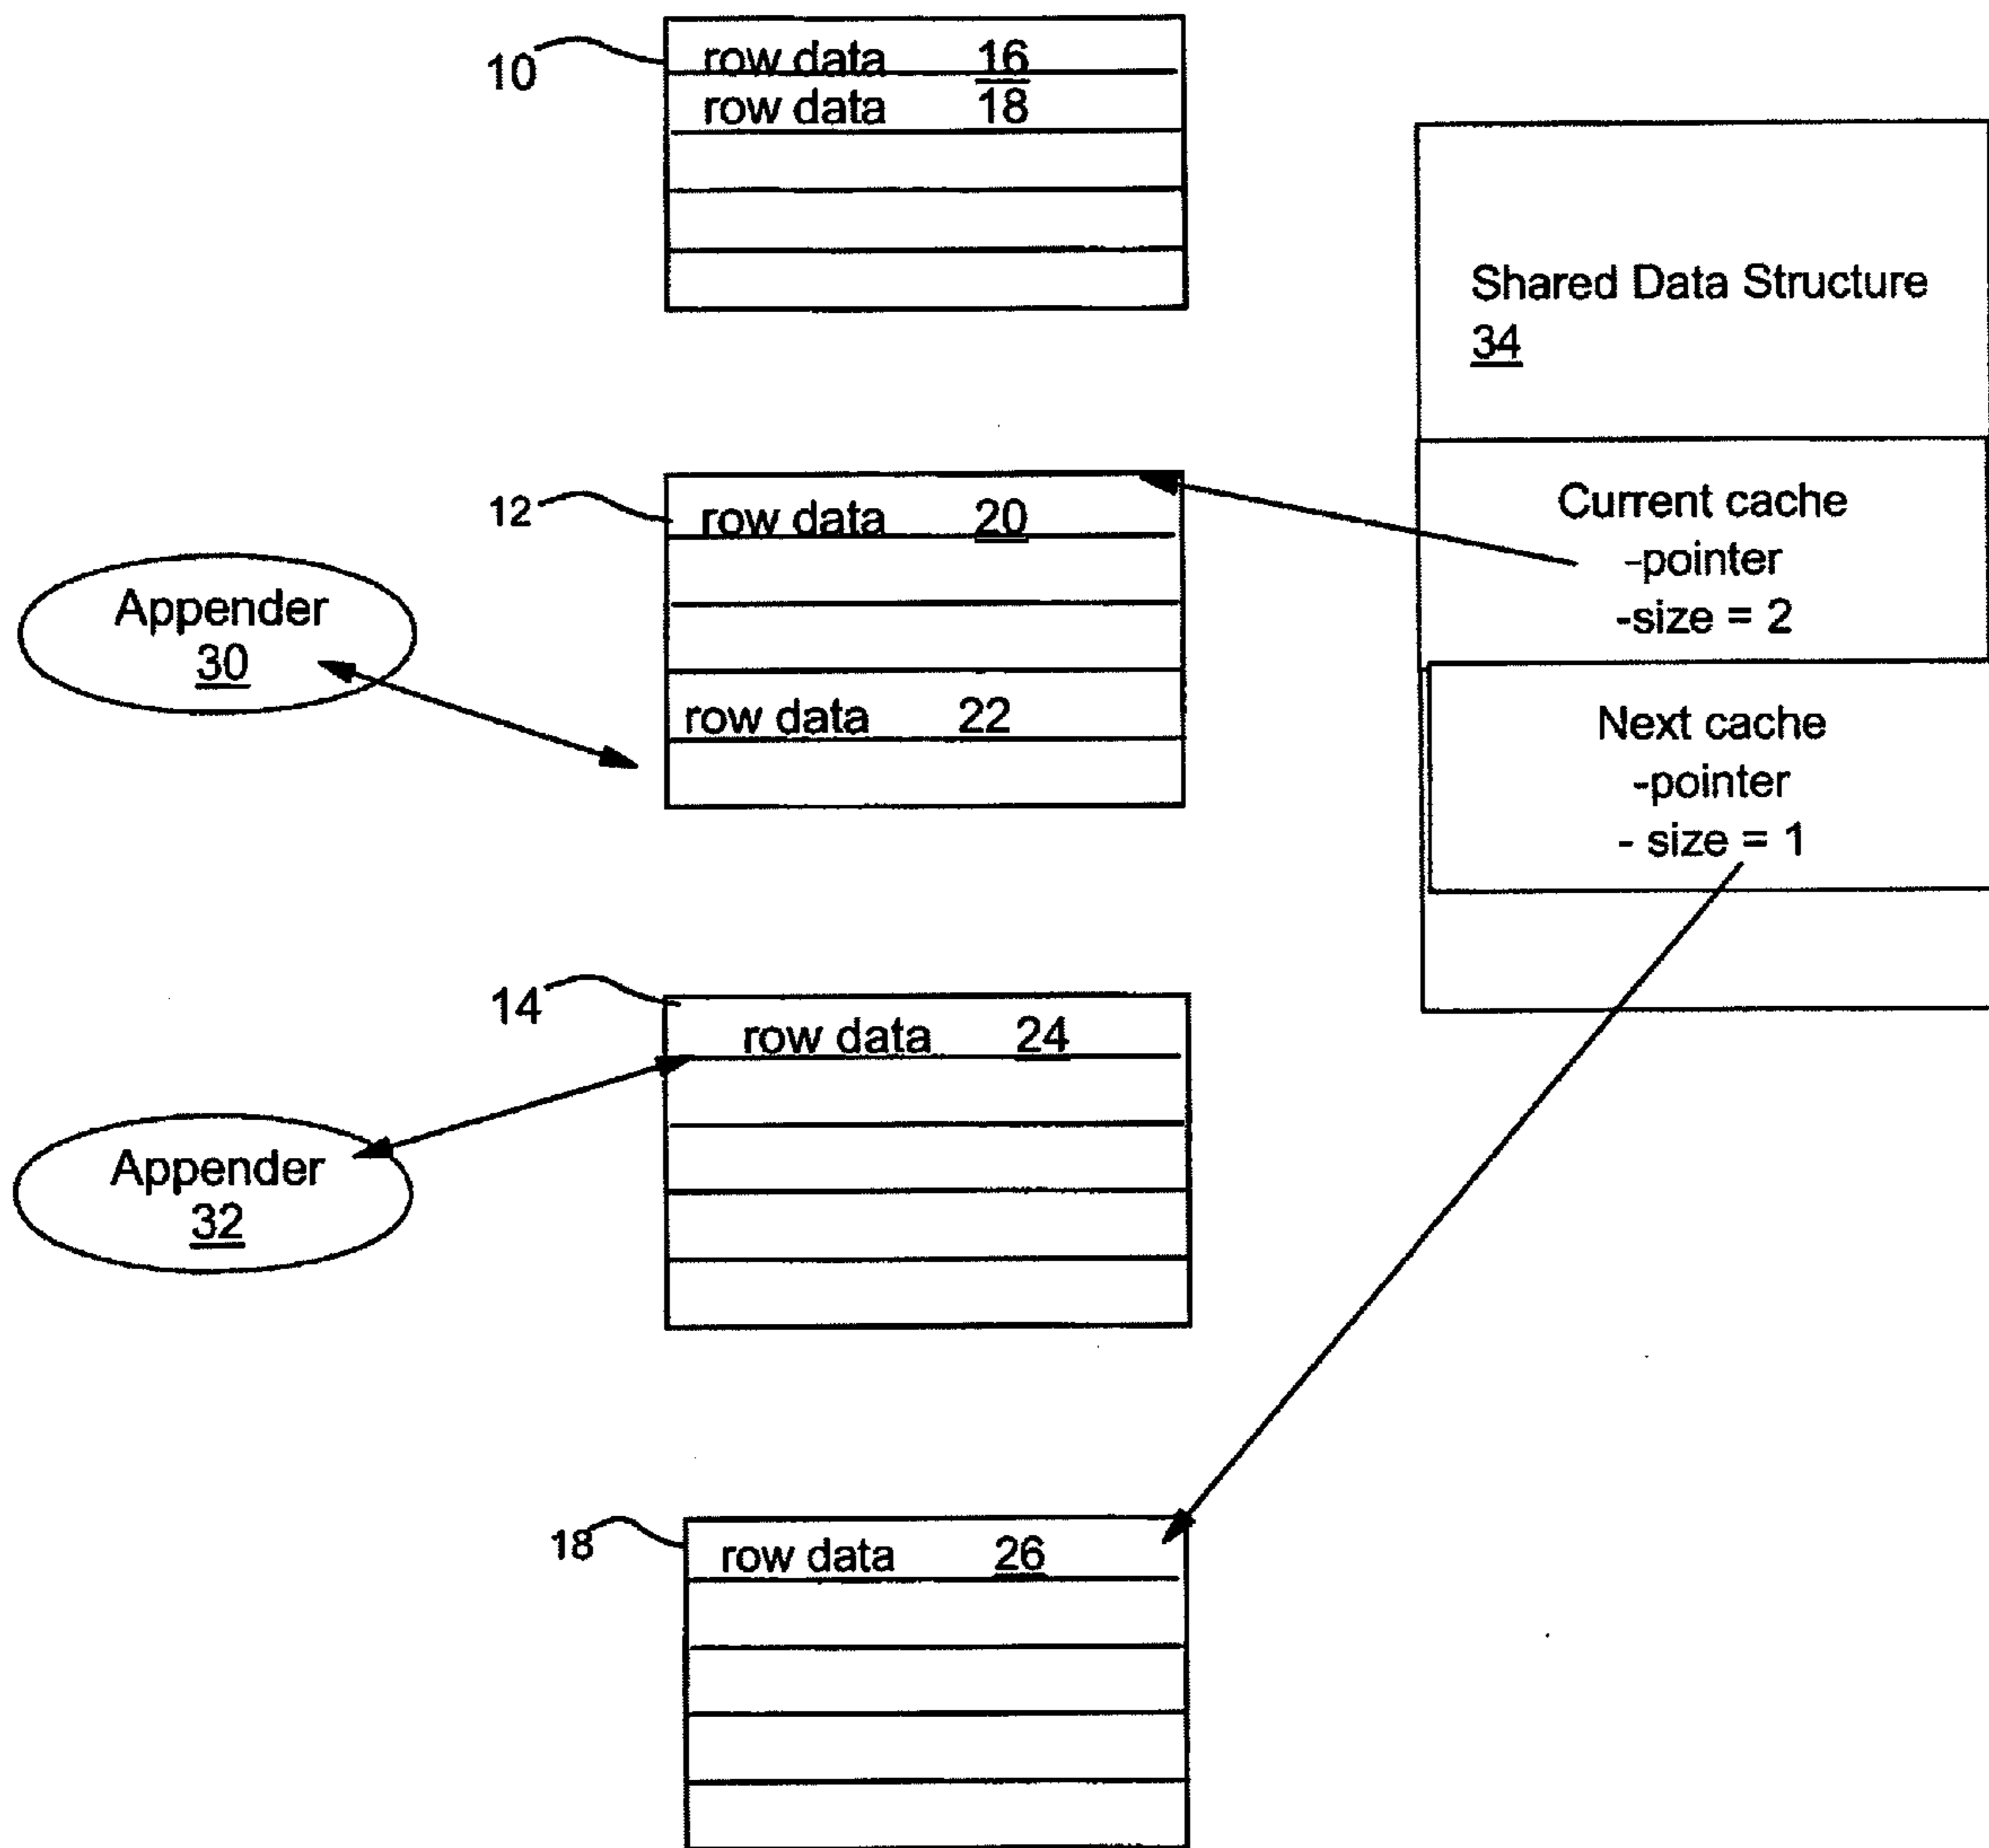 10
row data 16
row data 18
Shared Data Structure
34
12
row data 20
row data 22
Appender
30
Current cache
-pointer
-size = 2
Next cache
-pointer
- size = 1
14
row data 24
Appender
32
18
row data 26